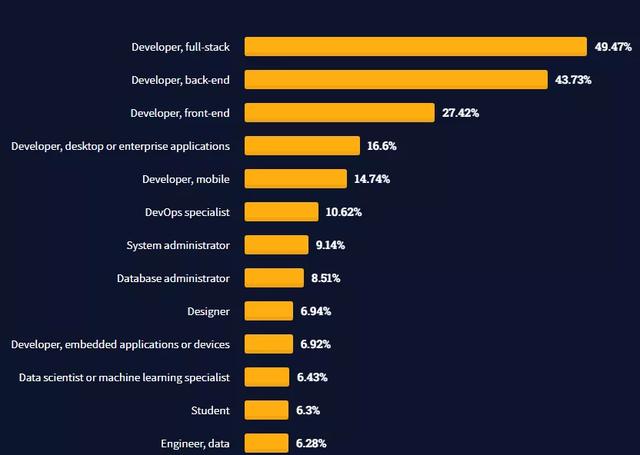 Developer, full-stack 49.47%
Developer, back-end 43.73%
Developer, front-end 27.42%
Developer, desktop or enterprise applications 16.6%
Developer, mobile 14.74%
DevOps specialist 10.62%
System administrator 9.14%
Database administrator 8.51%
Designer 6.94%
Developer, embedded applications or devices 6.92%
Data scientist or machine learning specialist 6.43%
Student 6.3%
Engineer, data 6.28%